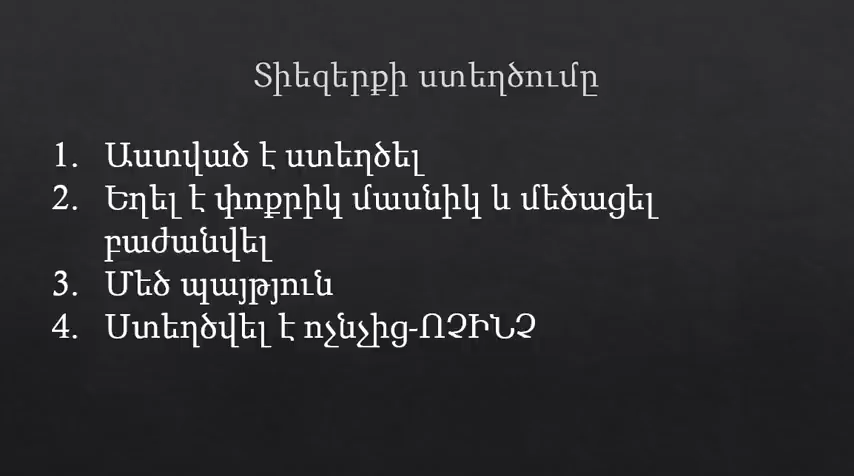 Տիեզերքի ստեղծումը
1. Աստված է ստեղծել
2. Եղել է փոքրիկ մասնիկ և մեծացել
բաժանվել
3. Մեծ պայթյուն
4. Ստեղծվել է ոչնչից-ՈՉԻՆՉ